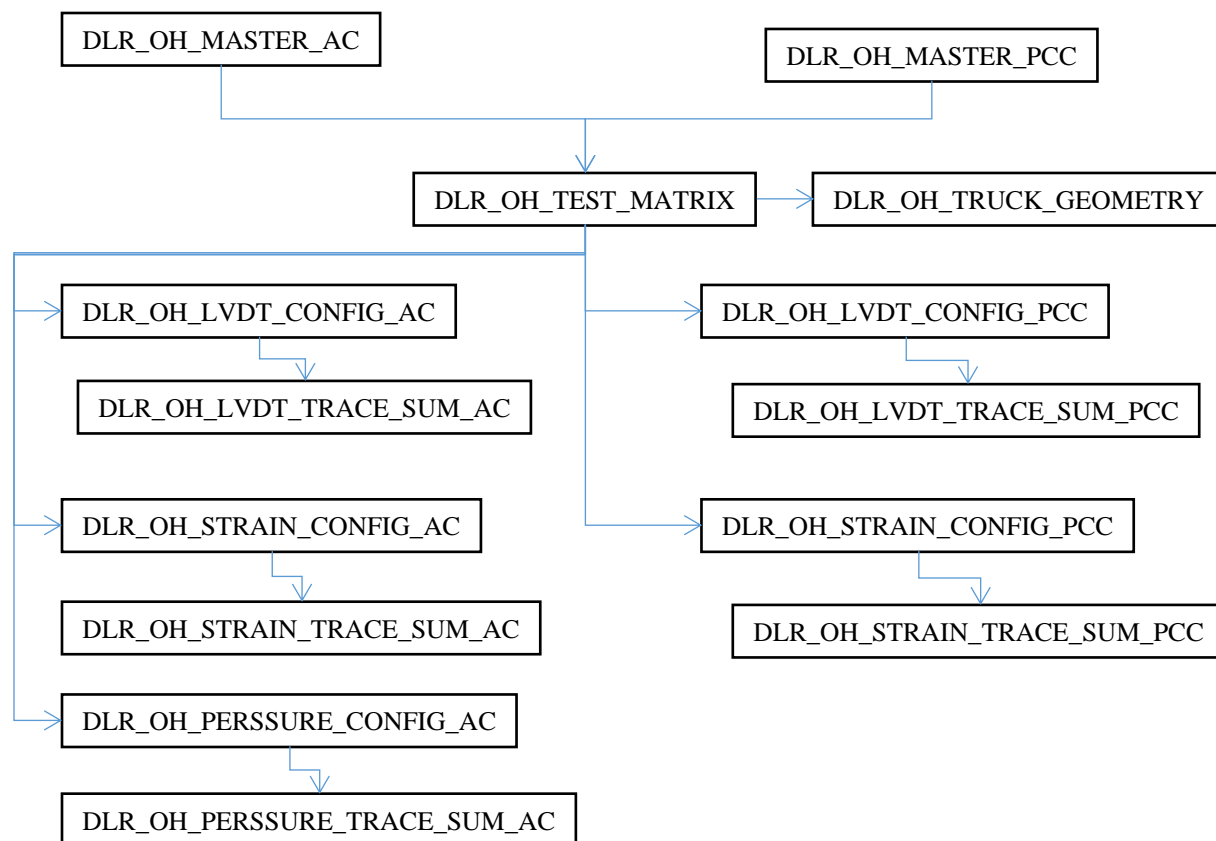 DLR_OH_MASTER_AC
DLR_OH_MASTER_PCC
DLR_OH_TEST_MATRIX
DLR_OH_TRUCK_GEOMETRY
DLR_OH_LVDT_CONFIG_AC
DLR_OH_LVDT_CONFIG_PCC
DLR_OH_LVDT_TRACE_SUM_AC
DLR_OH_LVDT_TRACE_SUM_PCC
DLR_OH_STRAIN_CONFIG_AC
DLR_OH_STRAIN_CONFIG_PCC
DLR_OH_STRAIN_TRACE_SUM_AC
DLR_OH_STRAIN_TRACE_SUM_PCC
DLR_OH_PERSSURE_CONFIG_AC
DLR_OH_PERSSURE_TRACE_SUM_AC